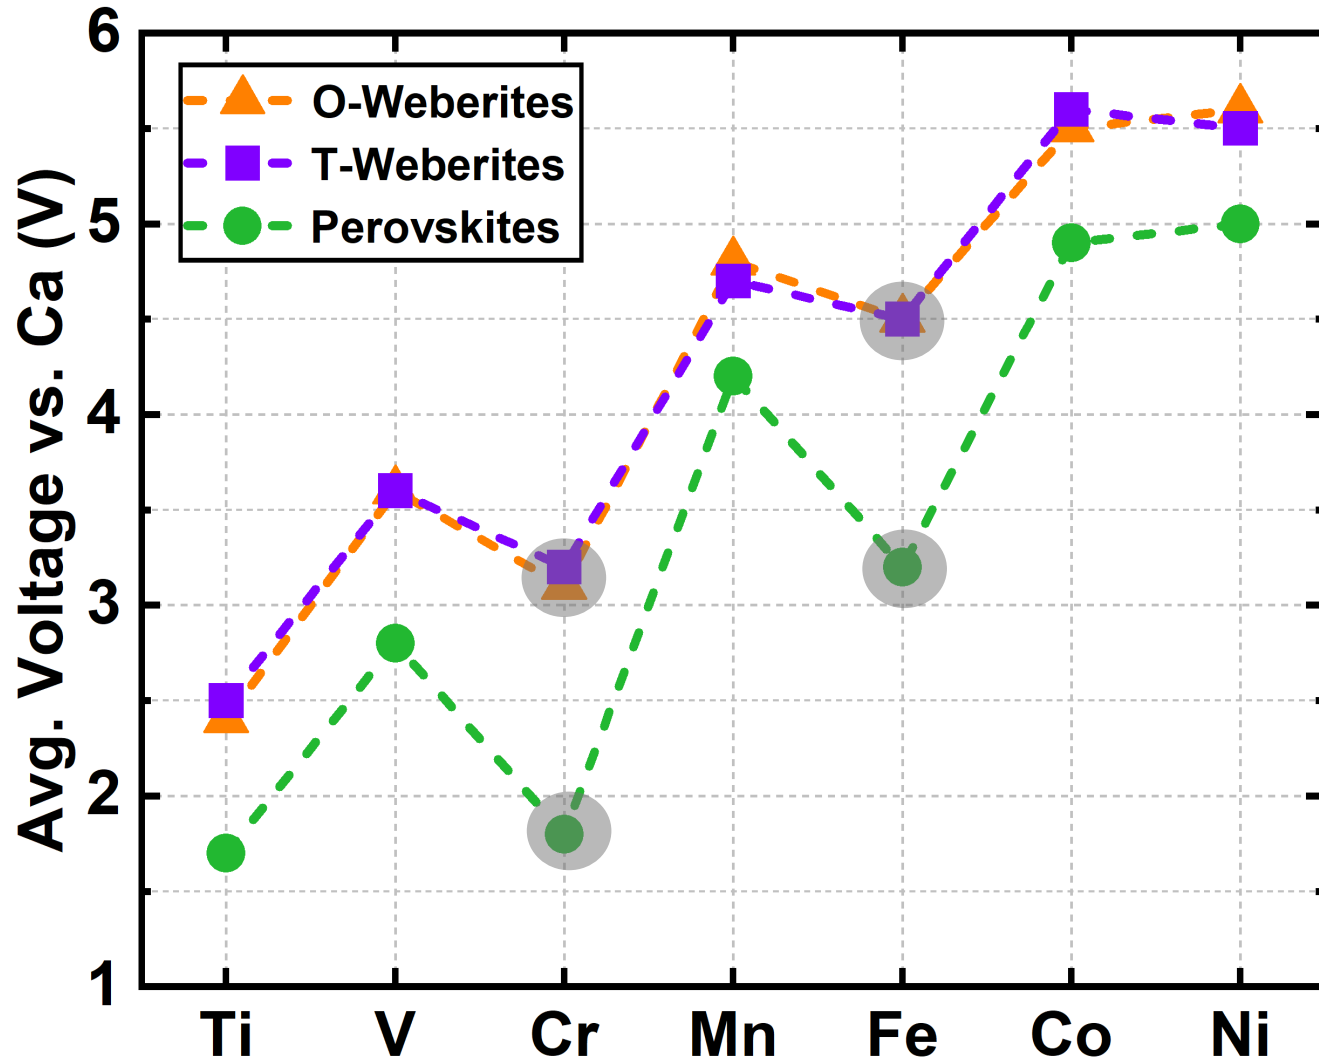 6
5
4
3
2
1
Avg. Voltage vs. Ca (V)
O-Weberites
T-Weberites
Perovskites
Ti V Cr Mn Fe Co Ni